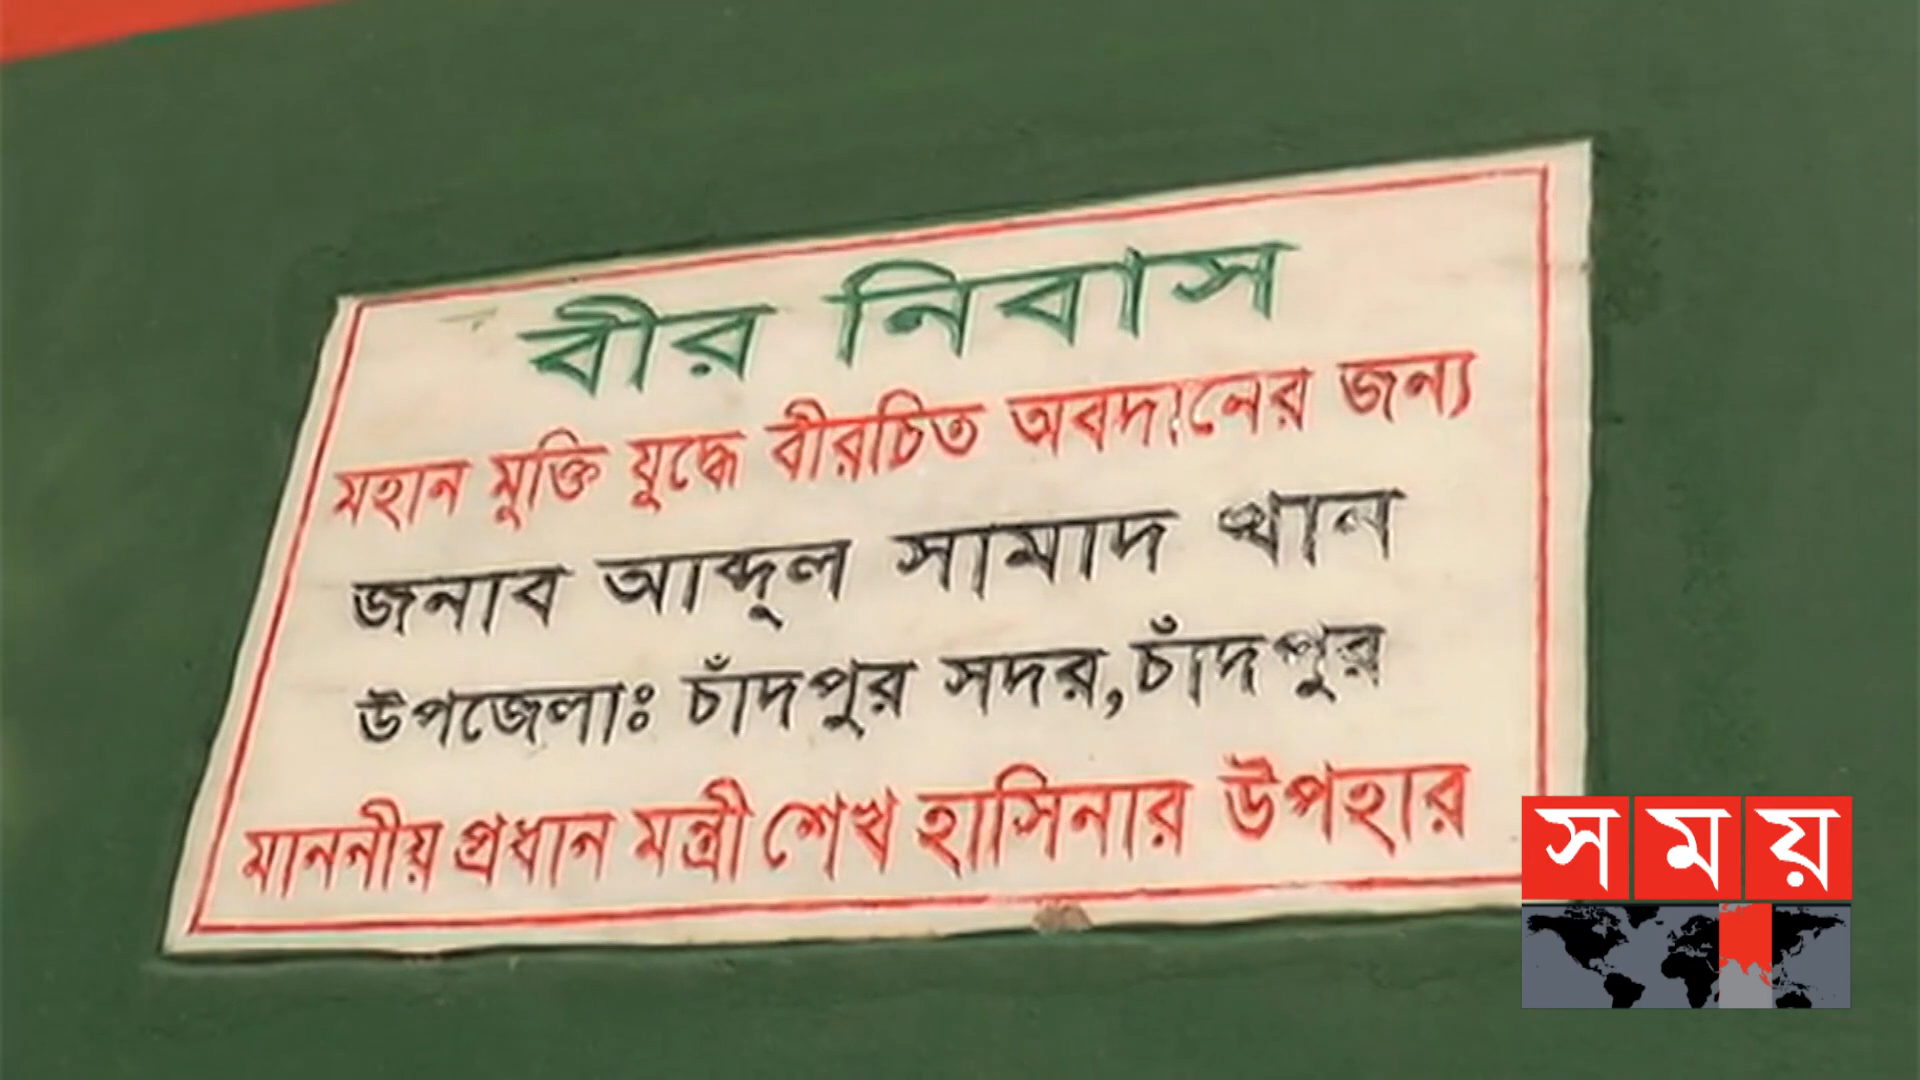 বীর নিবাস
মহান মুক্তি যুদ্ধে বীরচিত অবদানের জন্য
জনাব আব্দুল সামাদ খান
উপজেলাঃ চাঁদপুর সদর,চাঁদপুর
মাননীয় প্রধান মন্ত্রী শেখ হাসিনার উপহার
সময়